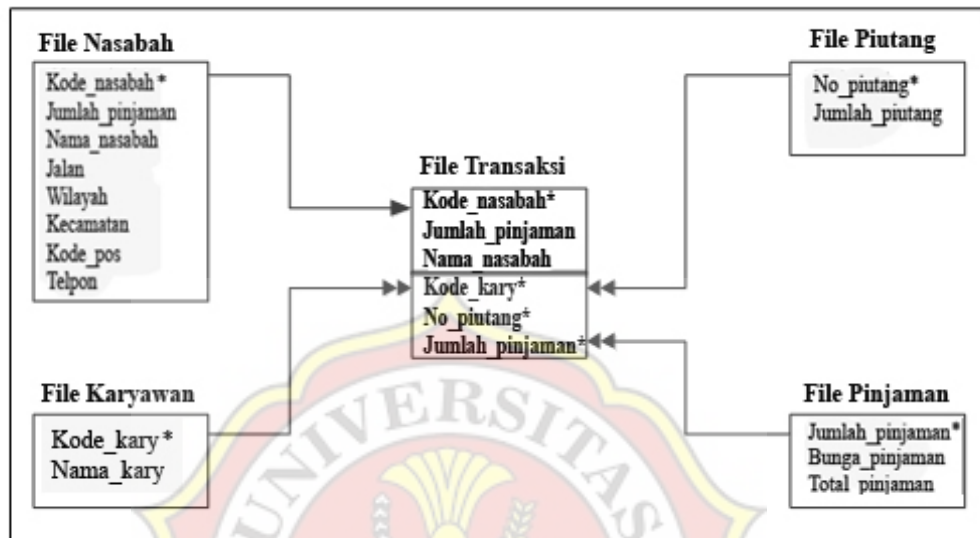 File Nasabah
Kode_nasabah*
Jumlah_pinjaman
Nama_nasabah
Jalan
Wilayah
Kecamatan
Kode_pos
Telpon
File Piutang
No_piutang*
Jumlah_piutang
File Transaksi
Kode_nasabah*
Jumlah_pinjaman
Nama_nasabah
Kode_kary*
No_piutang*
Jumlah_pinjaman*
File Karyawan
Kode_kary*
Nama_kary
File Pinjaman
Jumlah_pinjaman*
Bunga_pinjaman
Total_pinjaman
UNIVERSITAS